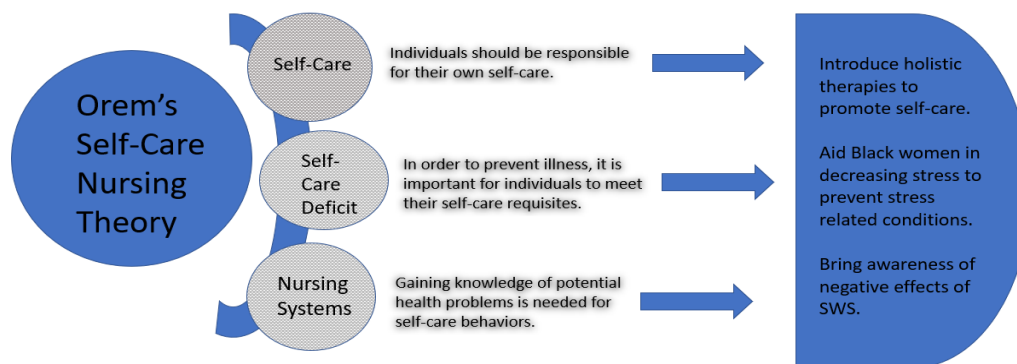 Orem's
Self-Care
Nursing
Theory
Self-Care
Individuals should be responsible
for their own self-care.
Introduce holistic
therapies to
promote self-care.
Self-
Care
Deficit
In order to prevent illness, it is
important for individuals to meet
their self-care requisites.
Aid Black women in
decreasing stress to
prevent stress
related conditions.
Nursing
Systems
Gaining knowledge of potential
health problems is needed for
self-care behaviors.
Bring awareness of
negative effects of
SWS.